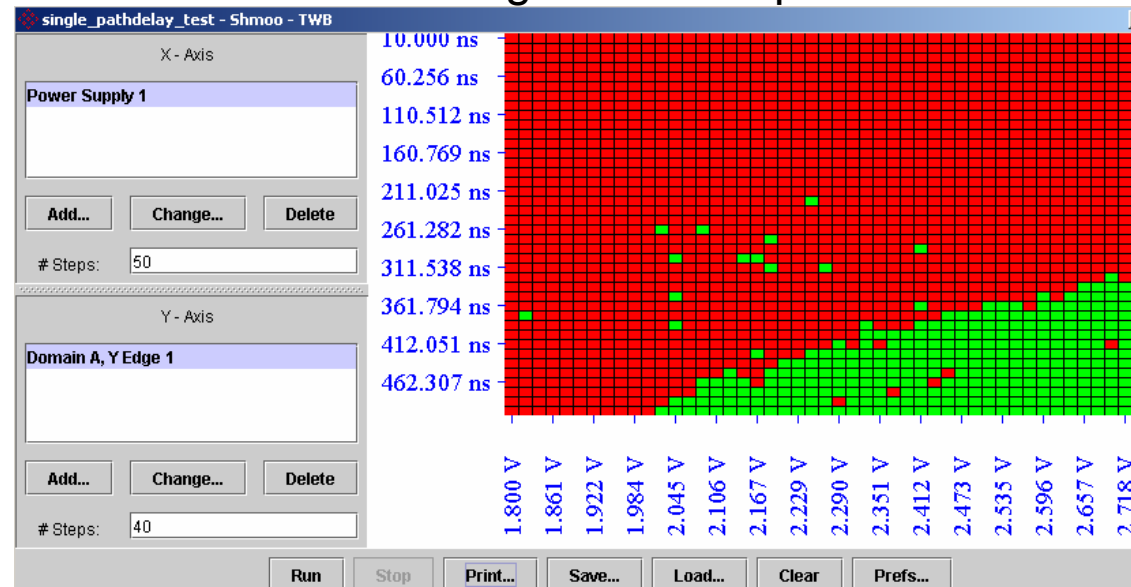 single_pathdelay_test - Shmoo - TWB
X - Axis
Power Supply 1
Add... Change... Delete
# Steps: 50
Y - Axis
Domain A, Y Edge 1
Add... Change... Delete
# Steps: 40
10.000 ns
60.256 ns
110.512 ns
160.769 ns
211.025 ns
261.282 ns
311.538 ns
361.794 ns
412.051 ns
462.307 ns
1.800 V
1.861 V
1.922 V
1.984 V
2.045 V
2.106 V
2.167 V
2.229 V
2.290 V
2.351 V
2.412 V
2.473 V
2.535 V
2.596 V
2.657 V
2.718 V
Run Stop Print... Save... Load... Clear Prefs...